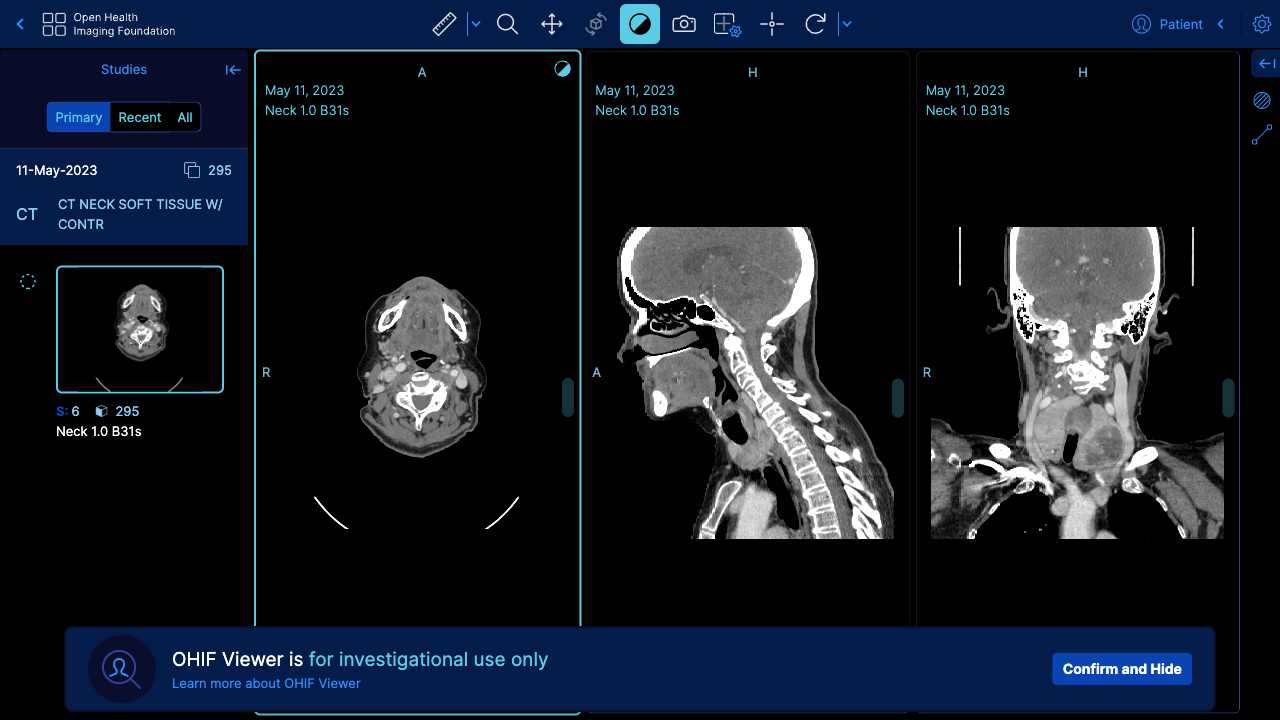 Open Health
Imaging Foundation
Patient
Studies
Primary Recent All
11-May-2023 295
CT CT NECK SOFT TISSUE W/
CONTR
S: 6 295
Neck 1.0 B31s
A
May 11, 2023
Neck 1.0 B31s
R
H
May 11, 2023
Neck 1.0 B31s
A
H
May 11, 2023
Neck 1.0 B31s
R
OHIF Viewer is for investigational use only
Learn more about OHIF Viewer
Confirm and Hide